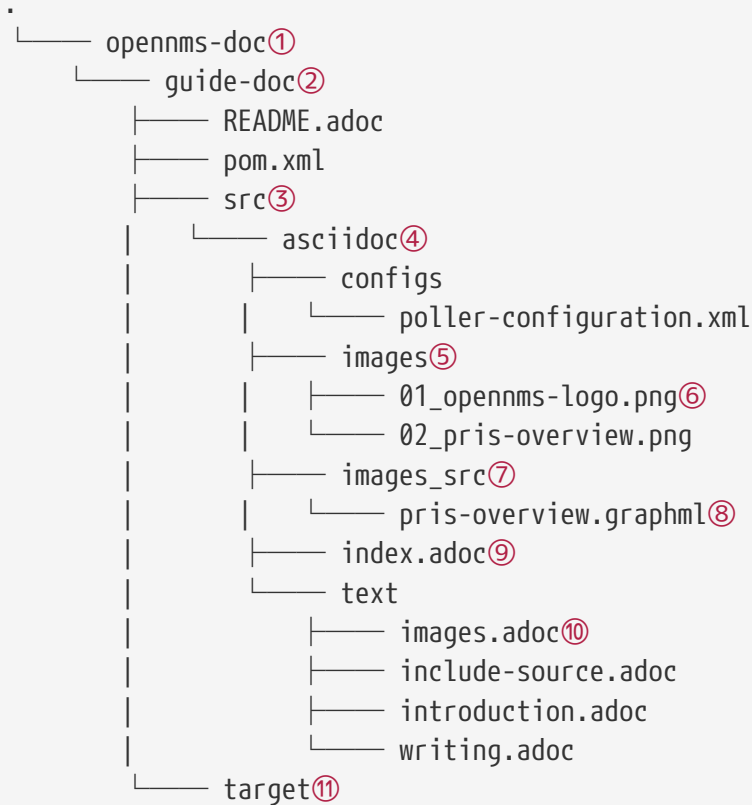 .
└── opennms-doc①
    └── guide-doc②
        ├── README.adoc
        ├── pom.xml
        ├── src③
        |   └── asciidoc④
        |       ├── configs
        |       |   └── poller-configuration.xml
        |       ├── images⑤
        |       |   ├── 01_opennms-logo.png⑥
        |       |   └── 02_pris-overview.png
        |       ├── images_src⑦
        |       |   └── pris-overview.graphml⑧
        |       ├── index.adoc⑨
        |       └── text
        |           ├── images.adoc⑩
        |           ├── include-source.adoc
        |           ├── introduction.adoc
        |           └── writing.adoc
        └── target⑪